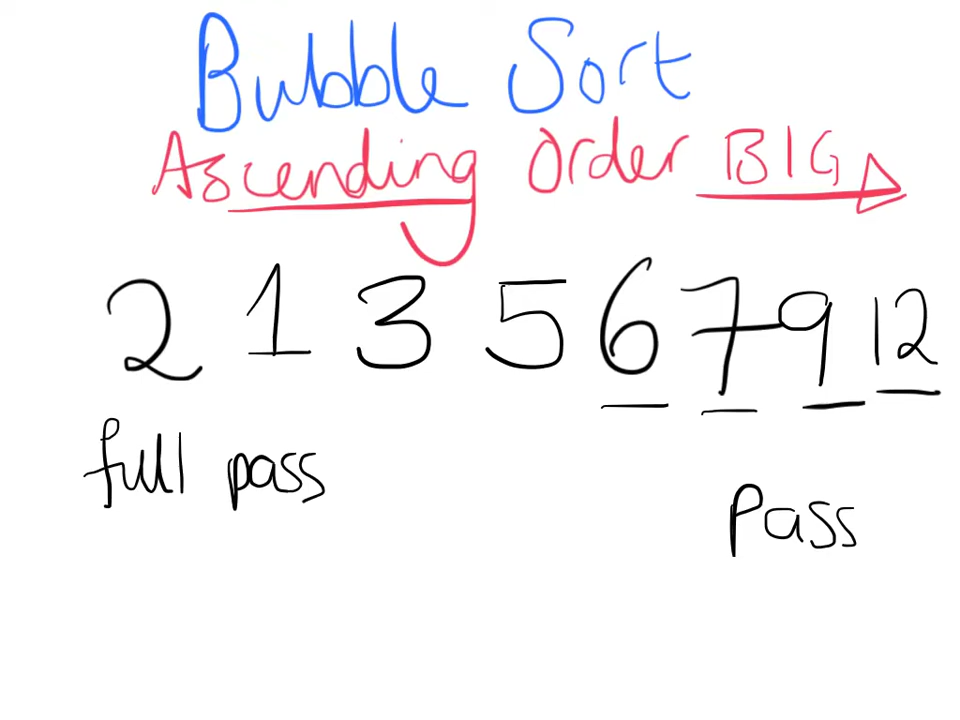 Bubble Sort
Ascending Order BIG
2 1 3 5 6 7 9 12
full pass
Pass